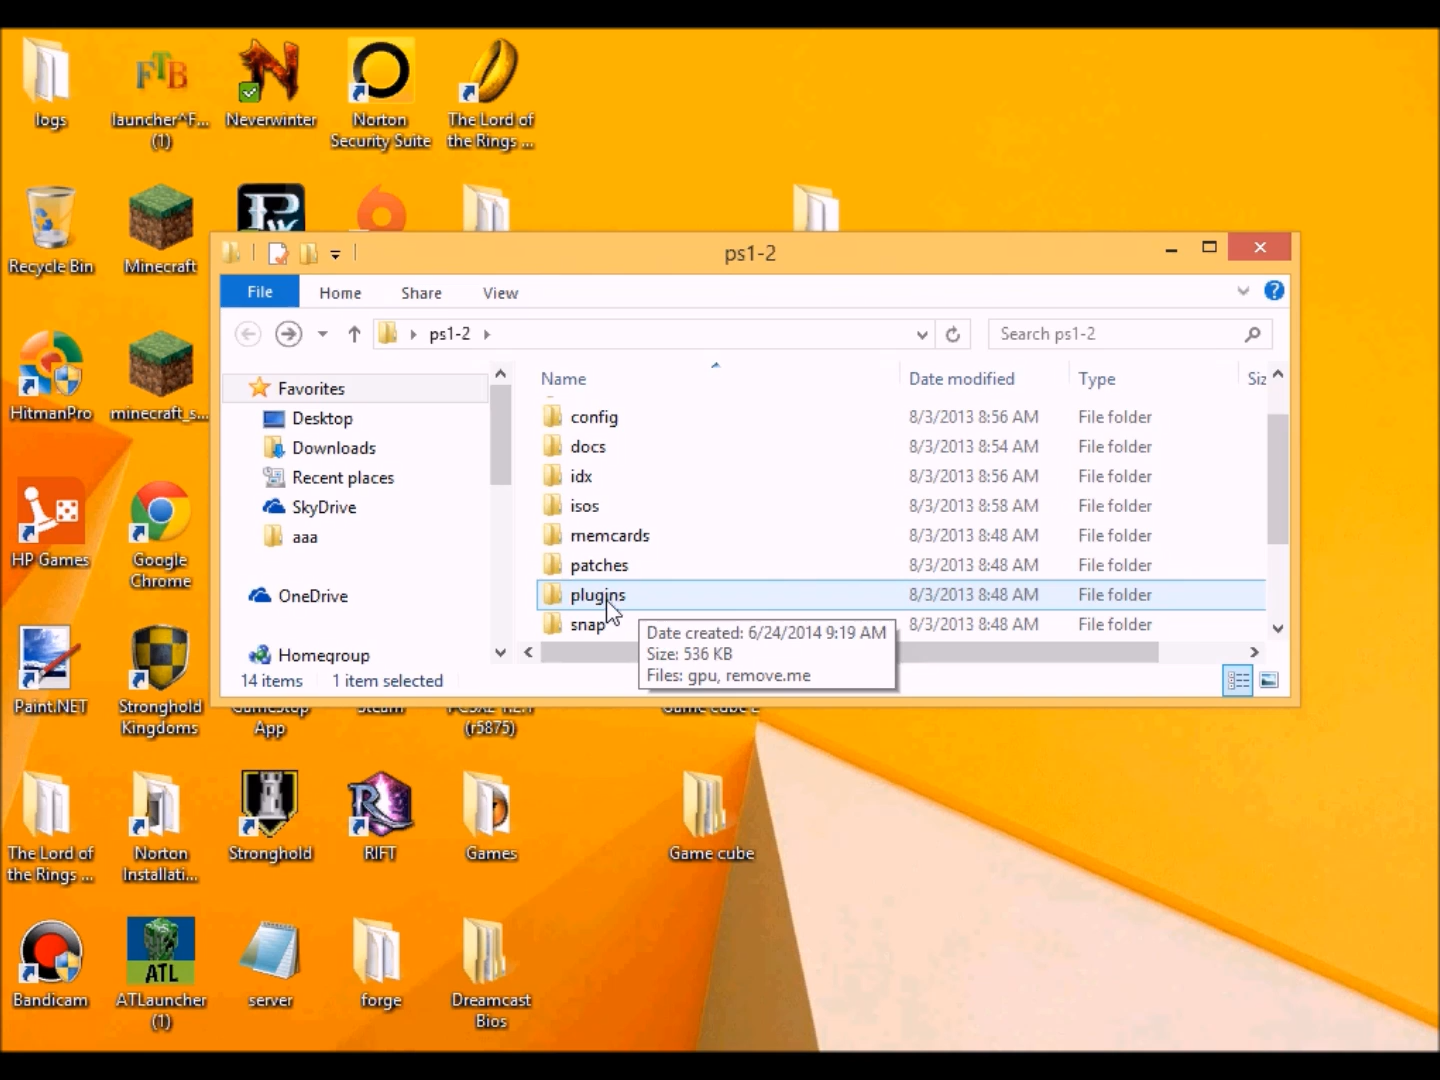 logs
launcher^F...
(1)
Neverwinter
Norton
Security Suite
The Lord of
the Rings ...
Recycle Bin
Minecraft
ps1-2
File
Home
Share
View
ps1-2
Search ps1-2
HitmanPro
minecraft_s...
Favorites
Desktop
Downloads
Recent places
SkyDrive
aaa
OneDrive
Homegroup
Name
Date modified
Type
Siz
config 8/3/2013 8:56 AM File folder
docs 8/3/2013 8:54 AM File folder
idx 8/3/2013 8:56 AM File folder
isos 8/3/2013 8:58 AM File folder
memcards 8/3/2013 8:48 AM File folder
patches 8/3/2013 8:48 AM File folder
plugins 8/3/2013 8:48 AM File folder
snap 8/3/2013 8:48 AM File folder
Date created: 6/24/2014 9:19 AM
Size: 536 KB
Files: gpu, remove.me
14 items
1 item selected
HP Games
Google
Chrome
Paint.NET
Stronghold
Kingdoms
GameStop
App
Steam
(r5875)
Game cube 2
The Lord of
the Rings ...
Norton
Installati...
Stronghold
RIFT
Games
Game cube
Bandicam
ATL
ATLauncher
(1)
server
forge
Dreamcast
Bios